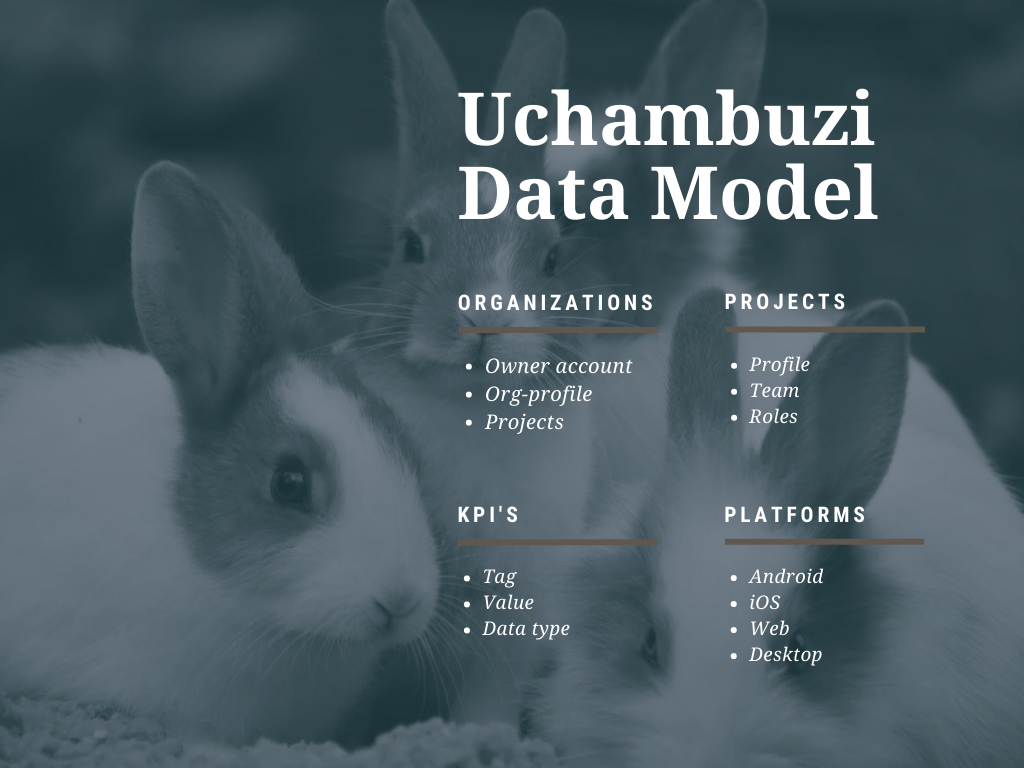 Uchambuzi
Data Model
ORGANIZATIONS
Owner account
Org-profile
Projects
PROJECTS
Profile
Team
Roles
KPI'S
Tag
Value
Data type
PLATFORMS
Android
iOS
Web
Desktop